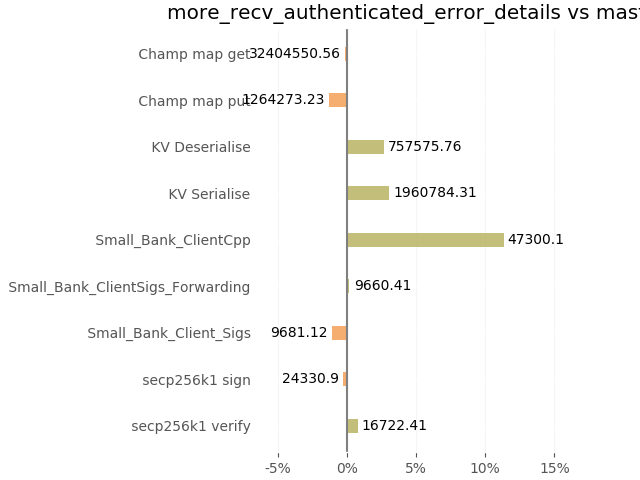 more_recv_authenticated_error_details vs mast
Champ map get 32404550.56
Champ map put 1264273.23
KV Deserialise 757575.76
KV Serialise 1960784.31
Small_Bank_ClientCpp 47300.1
Small_Bank_ClientSigs_Forwarding 9660.41
Small_Bank_Client_Sigs 9681.12
secp256k1 sign 24330.9
secp256k1 verify 16722.41
-5% 0% 5% 10% 15%